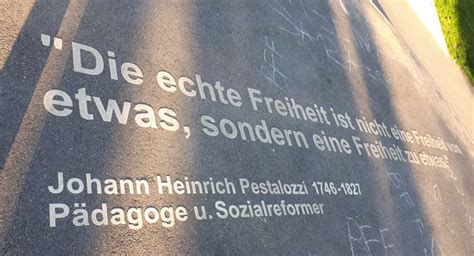 "Die echte Freiheit ist nicht eine Freiheit von
etwas, sondern eine Freiheit zu etwas".
Johann Heinrich Pestalozzi 1746-1827
Pädagoge u. Sozialreformer